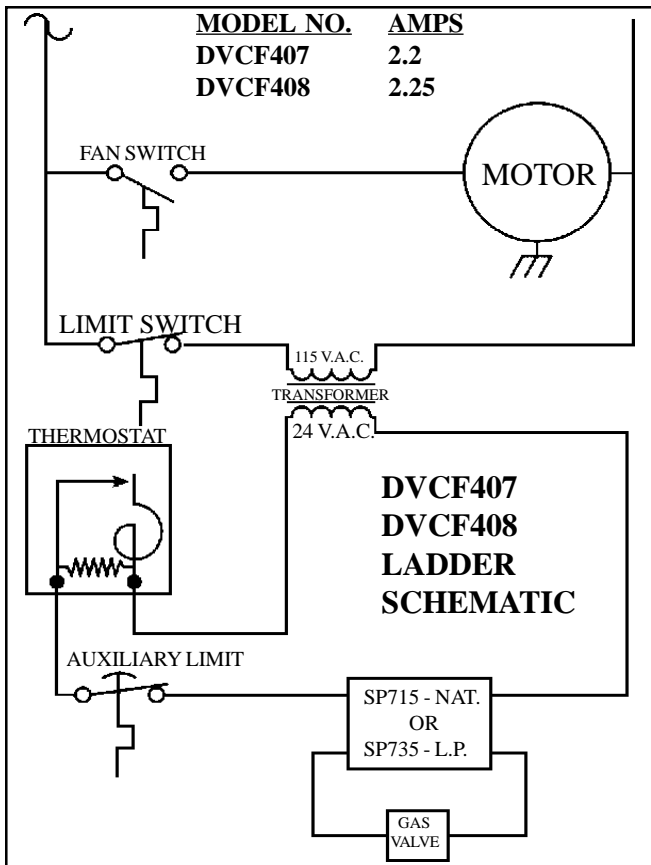 MODEL NO. AMPS
DVCF407 2.2
DVCF408 2.25
FAN SWITCH
MOTOR
LIMIT SWITCH
115 V.A.C.
TRANSFORMER
24 V.A.C.
THERMOSTAT
DVCF407
DVCF408
LADDER
SCHEMATIC
AUXILIARY LIMIT
SP715 - NAT.
OR
SP735 - L.P.
GAS
VALVE